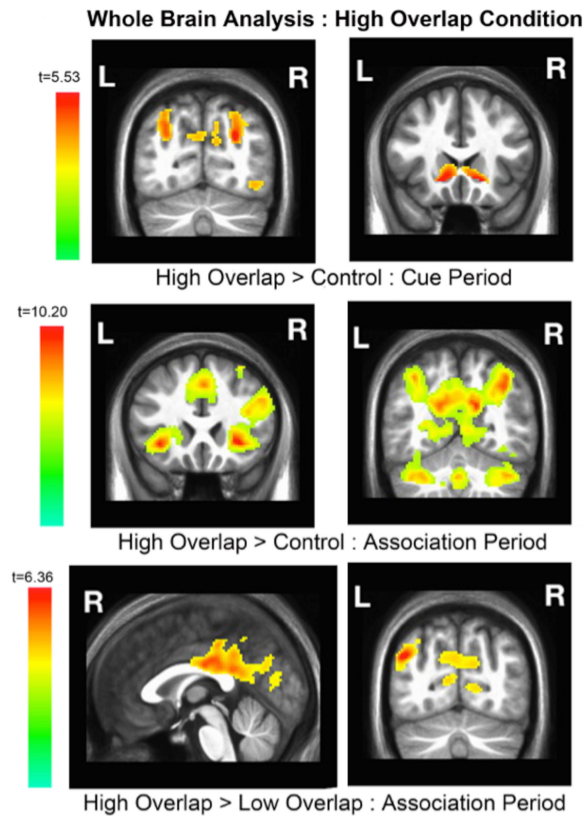 Whole Brain Analysis : High Overlap Condition
t=5.53
L R
L R
High Overlap > Control : Cue Period
t=10.20
L R
L R
High Overlap > Control : Association Period
t=6.36
R
L R
High Overlap > Low Overlap : Association Period